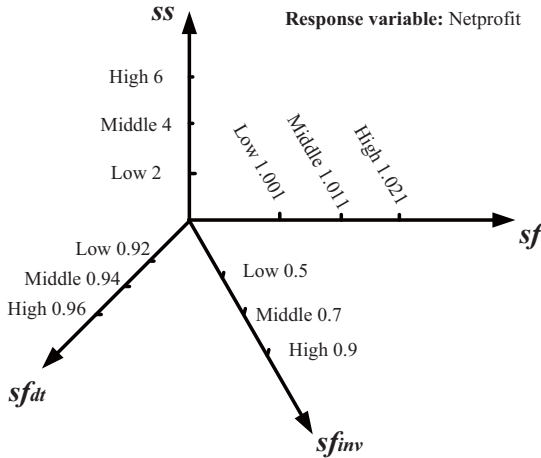 ss
Response variable: Netprofit
High 6
Middle 4
Low 2
Low 1.001
Middle 1.011
High 1.021
sf
Low 0.92
Middle 0.94
High 0.96
Low 0.5
Middle 0.7
High 0.9
sfdt
sfinv